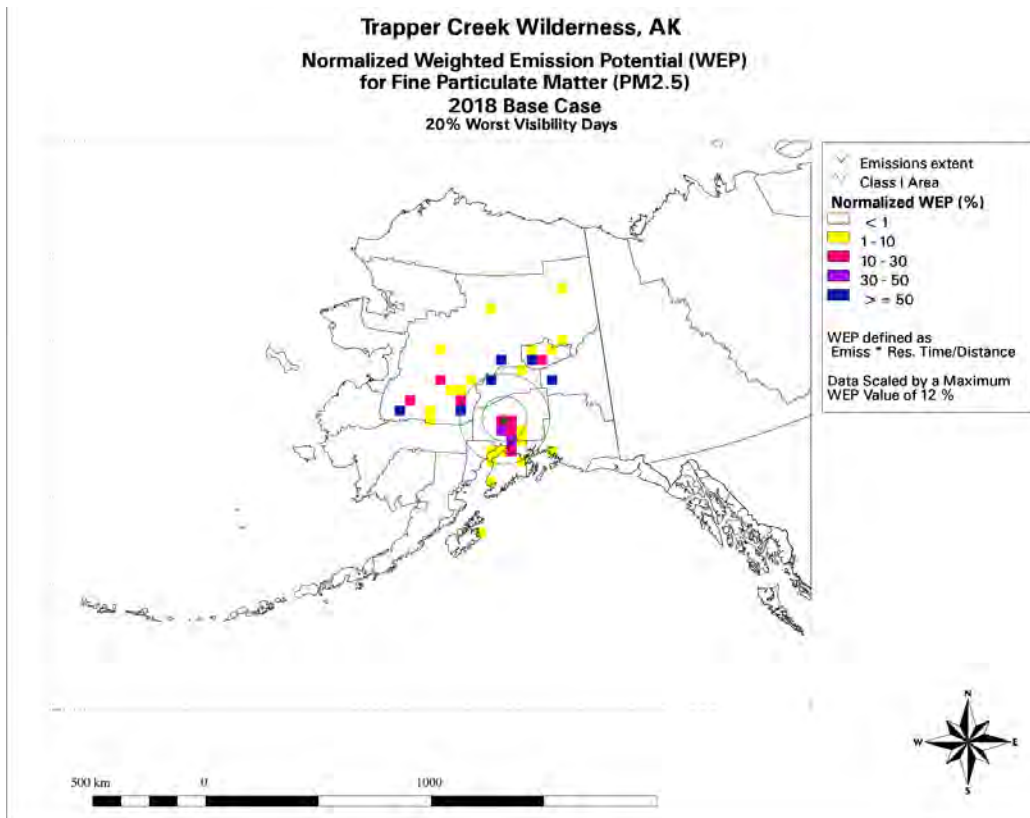 Trapper Creek Wilderness, AK
Normalized Weighted Emission Potential (WEP)
for Fine Particulate Matter (PM2.5)
2018 Base Case
20% Worst Visibility Days
Emissions extent
Class I Area
Normalized WEP (%)
< 1
1 - 10
10 - 30
30 - 50
> = 50
WEP defined as
Emiss * Res. Time/Distance
Data Scaled by a Maximum
WEP Value of 12 %
N
W E
S
500 km 0 1000